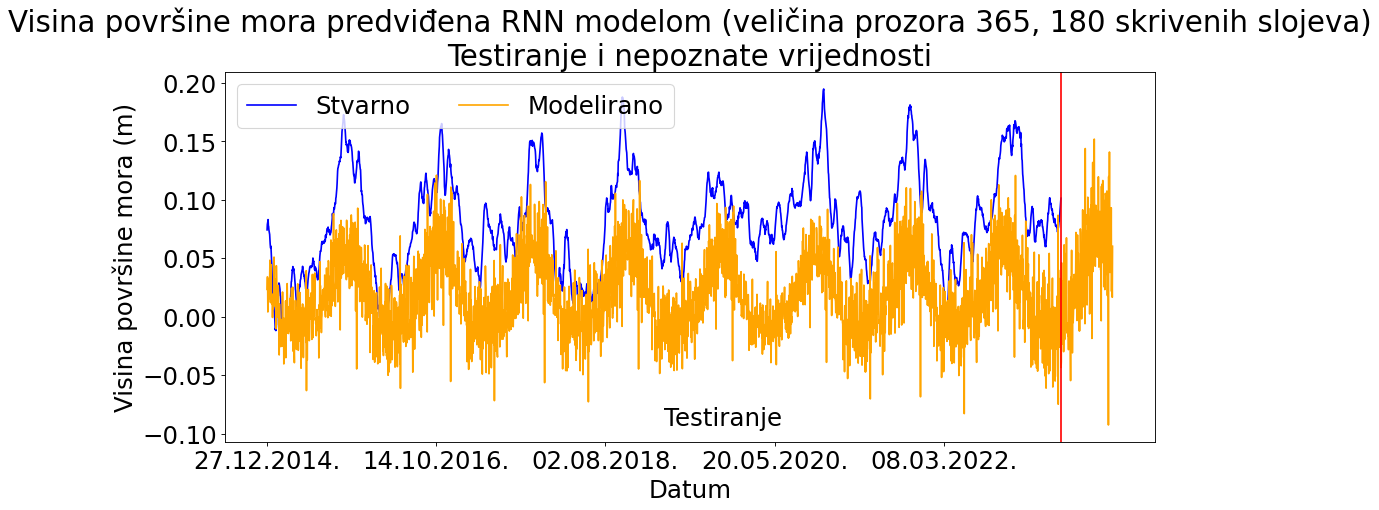 Visina površine mora predviđena RNN modelom (veličina prozora 365, 180 skrivenih slojeva)
Testiranje i nepoznate vrijednosti
Stvarno Modelirano
Visina površine mora (m)
0.20
0.15
0.10
0.05
0.00
−0.05
−0.10
Testiranje
27.12.2014. 14.10.2016. 02.08.2018. 20.05.2020. 08.03.2022.
Datum